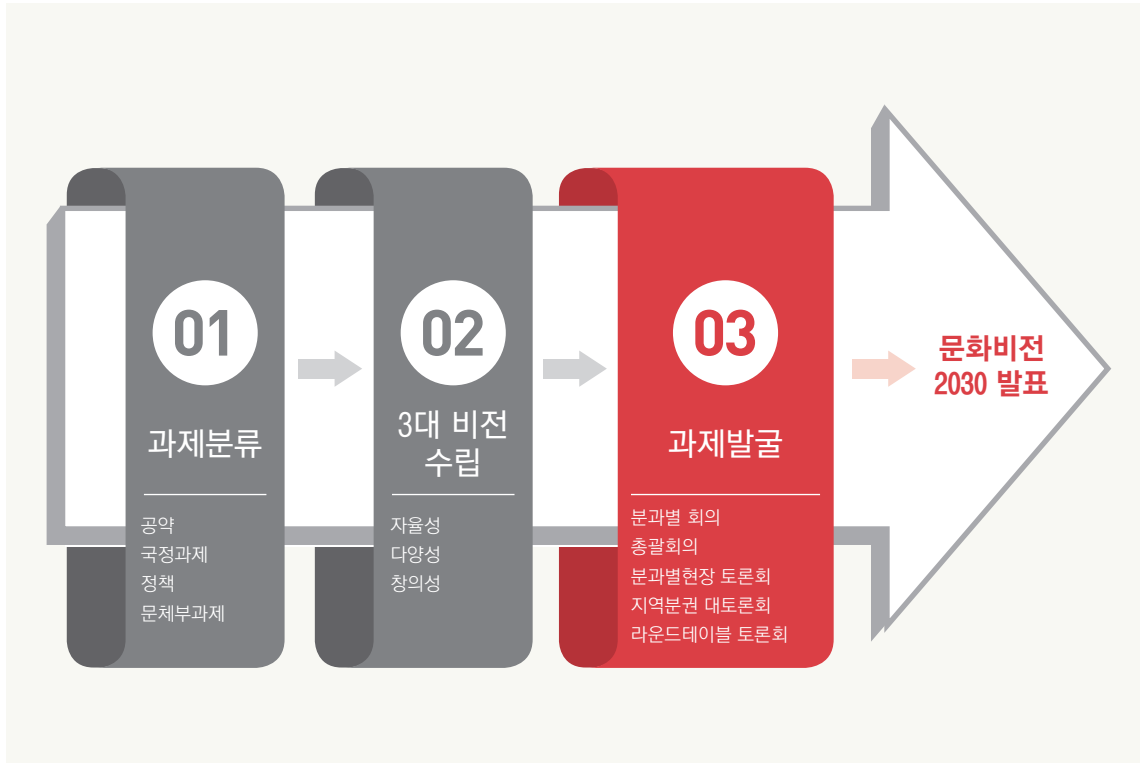 01
과제분류
공약
국정과제
정책
문체부과제
02
3대 비전
수립
자율성
다양성
창의성
03
과제발굴
분과별 회의
총괄회의
분과별현장 토론회
지역분권 대토론회
라운드테이블 토론회
문화비전
2030 발표